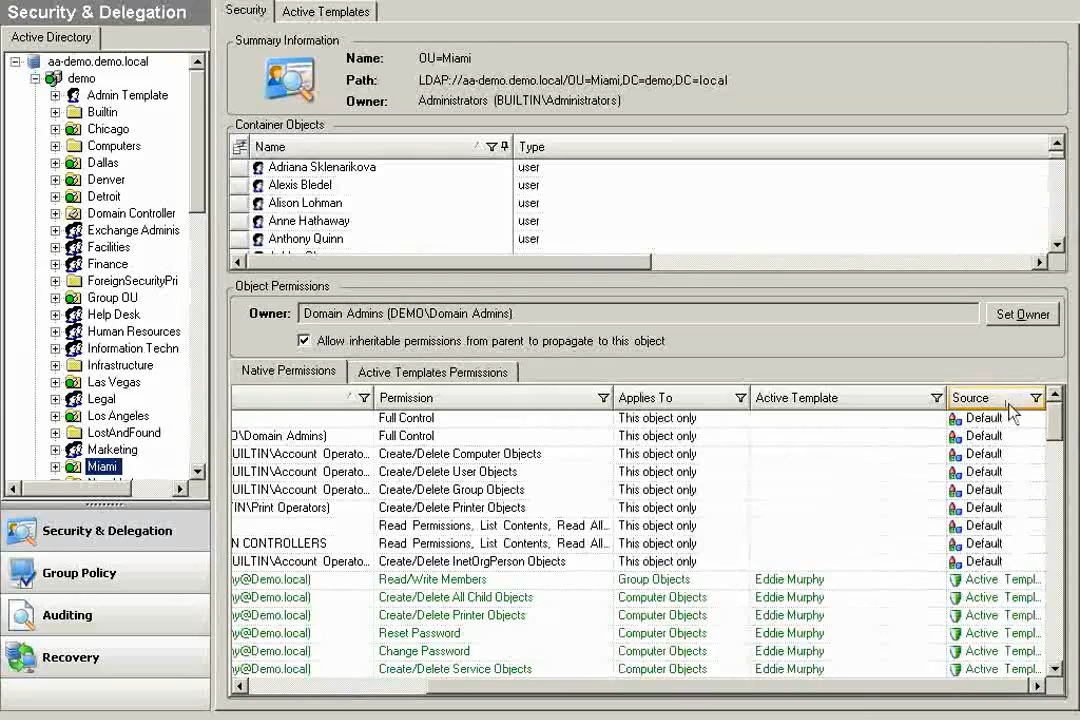 Security & Delegation
Active Directory
aa-demo.demo.local
demo
Admin Template
Builtin
Chicago
Computers
Dallas
Denver
Detroit
Domain Controller
Exchange Adminis
Facilities
Finance
ForeignSecurityPri
Group OU
Help Desk
Human Resources
Information Techn
Infrastructure
Las Vegas
Legal
Los Angeles
LostAndFound
Marketing
Miami
Security & Delegation
Group Policy
Auditing
Recovery
Security Active Templates
Summary Information
Name: OU=Miami
Path: LDAP://aa-demo.demo.local/OU=Miami,DC=demo,DC=local
Owner: Administrators (BUILTIN\Administrators)
Container Objects
Name Type
Adriana Sklenarikova user
Alexis Bledel user
Alison Lohman user
Anne Hathaway user
Anthony Quinn user
Object Permissions
Owner: Domain Admins (DEMO\Domain Admins) Set Owner
Allow inheritable permissions from parent to propagate to this object
Native Permissions Active Templates Permissions
Permission Applies To Active Template Source
Full Control This object only Default
O\Domain Admins) Full Control This object only Default
UILTIN\Account Operato... Create/Delete Computer Objects This object only Default
UILTIN\Account Operato... Create/Delete User Objects This object only Default
UILTIN\Account Operato... Create/Delete Group Objects This object only Default
IN\Print Operators) Create/Delete Printer Objects This object only Default
Read Permissions, List Contents, Read All... This object only Default
N CONTROLLERS Read Permissions, List Contents, Read All... This object only Default
UILTIN\Account Operato... Create/Delete InetOrgPerson Objects This object only Default
hy@Demo.local) Read/Write Members Group Objects Eddie Murphy Active Templ...
hy@Demo.local) Create/Delete All Child Objects Computer Objects Eddie Murphy Active Templ...
hy@Demo.local) Create/Delete Printer Objects Computer Objects Eddie Murphy Active Templ...
hy@Demo.local) Reset Password Computer Objects Eddie Murphy Active Templ...
hy@Demo.local) Change Password Computer Objects Eddie Murphy Active Templ...
hy@Demo.local) Create/Delete Service Objects Computer Objects Eddie Murphy Active Templ...